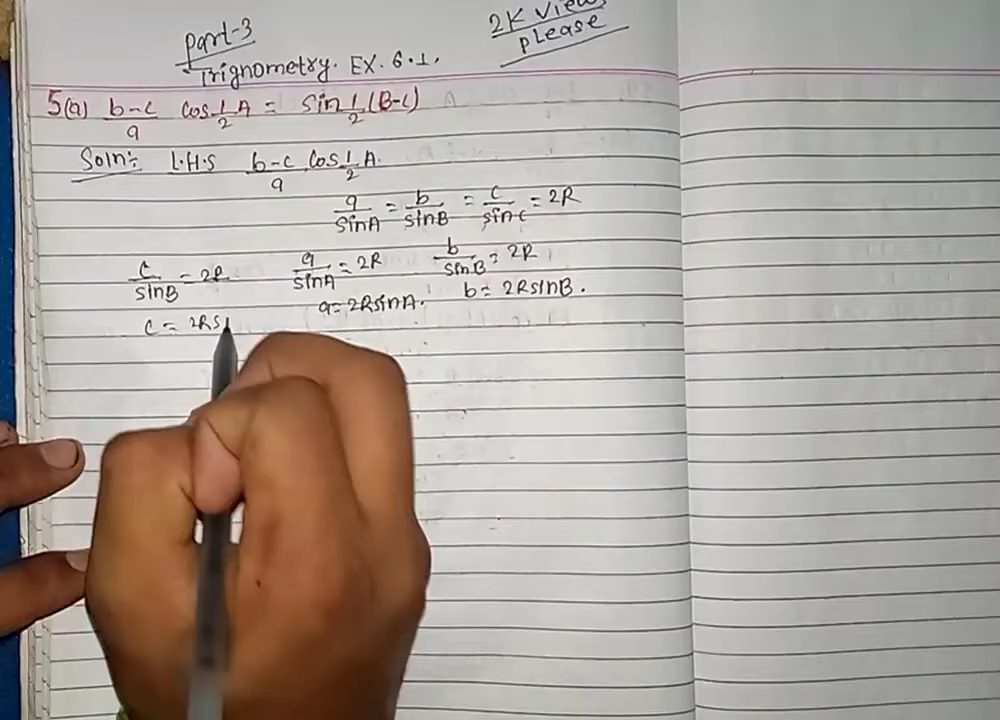 Part-3
2K views
please
Trignometry. EX. 6.1.
5(a) b-c/a cos 1/2 A = sin 1/2 (B-C)
Soln:- L.H.S b-c/a cos 1/2 A.
a/sinA = b/sinB = c/sinC = 2R
c/sinB = 2R a/sinA = 2R b/sinB = 2R
a = 2RsinA. b = 2RsinB.
c = 2Rs